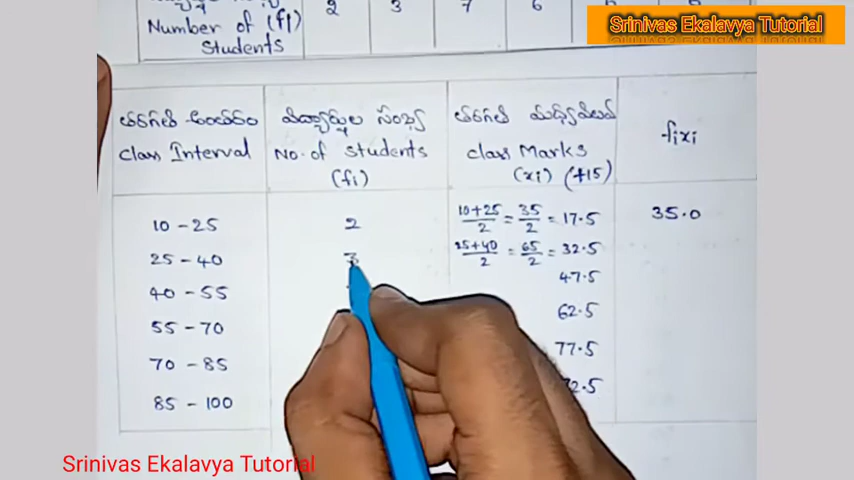 Srinivas Ekalavya Tutorial
Number of (fi) 2 3 7 6
Students
తరగతి అంతరం విద్యార్థుల సంఖ్య తరగతి మధ్యవిలువ fixi
Class Interval No. of Students Class Marks
(fi) (xi) (+15)
10 - 25 2 10+25/2 = 35/2 = 17.5 35.0
25 - 40 3 25+40/2 = 65/2 = 32.5
40 - 55 47.5
55 - 70 62.5
70 - 85 77.5
85 - 100
Srinivas Ekalavya Tutorial